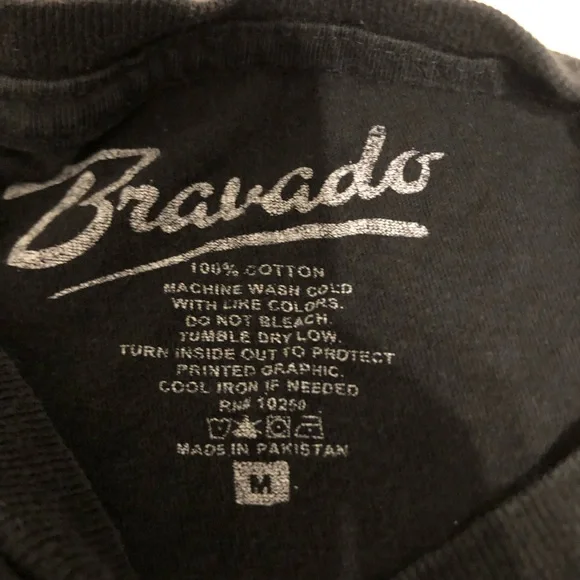 Bravado
100% COTTON
MACHINE WASH COLD
WITH LIKE COLORS.
DO NOT BLEACH.
TUMBLE DRY LOW.
TURN INSIDE OUT TO PROTECT
PRINTED GRAPHIC.
COOL IRON IF NEEDED
RN# 10250
MADE IN PAKISTAN
M